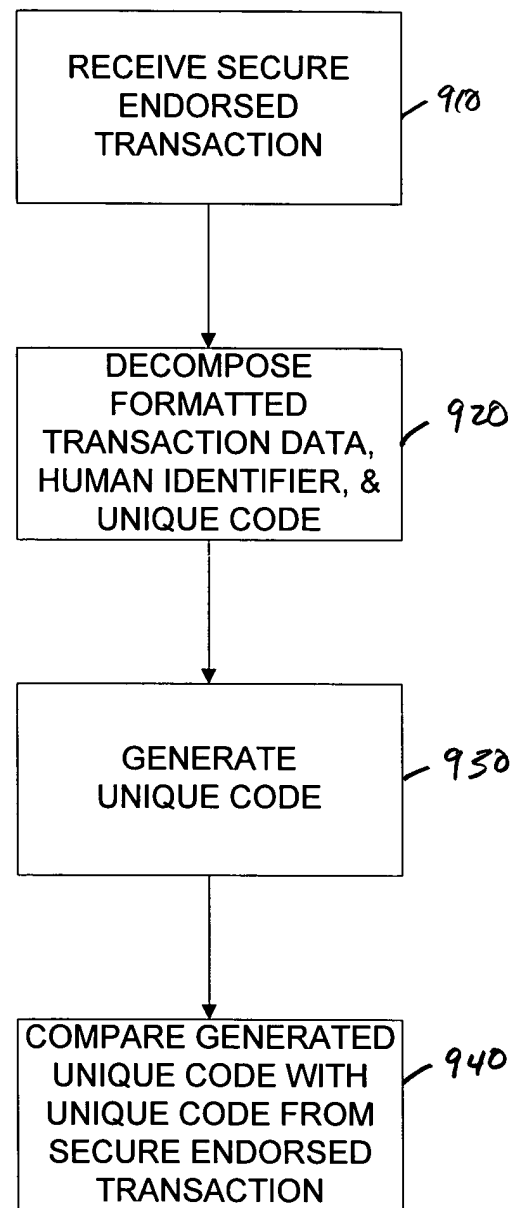 RECEIVE SECURE
ENDORSED
TRANSACTION
910
DECOMPOSE
FORMATTED
TRANSACTION DATA,
HUMAN IDENTIFIER, &
UNIQUE CODE
920
GENERATE
UNIQUE CODE
930
COMPARE GENERATED
UNIQUE CODE WITH
UNIQUE CODE FROM
SECURE ENDORSED
TRANSACTION
940